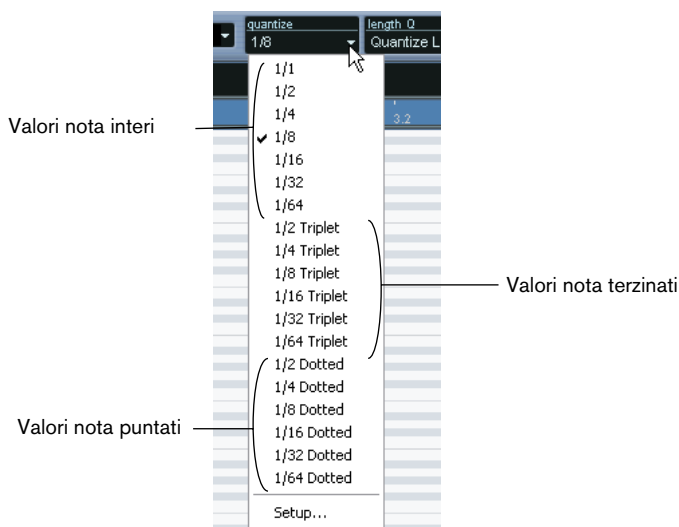 quantize
length Q
1/8
Quantize L
1/1
1/2
1/4
3.2
Valori nota interi
1/8
1/16
1/32
1/64
1/2 Triplet
1/4 Triplet
1/8 Triplet
Valori nota terzinati
1/16 Triplet
1/32 Triplet
1/64 Triplet
1/2 Dotted
1/4 Dotted
1/8 Dotted
Valori nota puntati
1/16 Dotted
1/32 Dotted
1/64 Dotted
Setup...